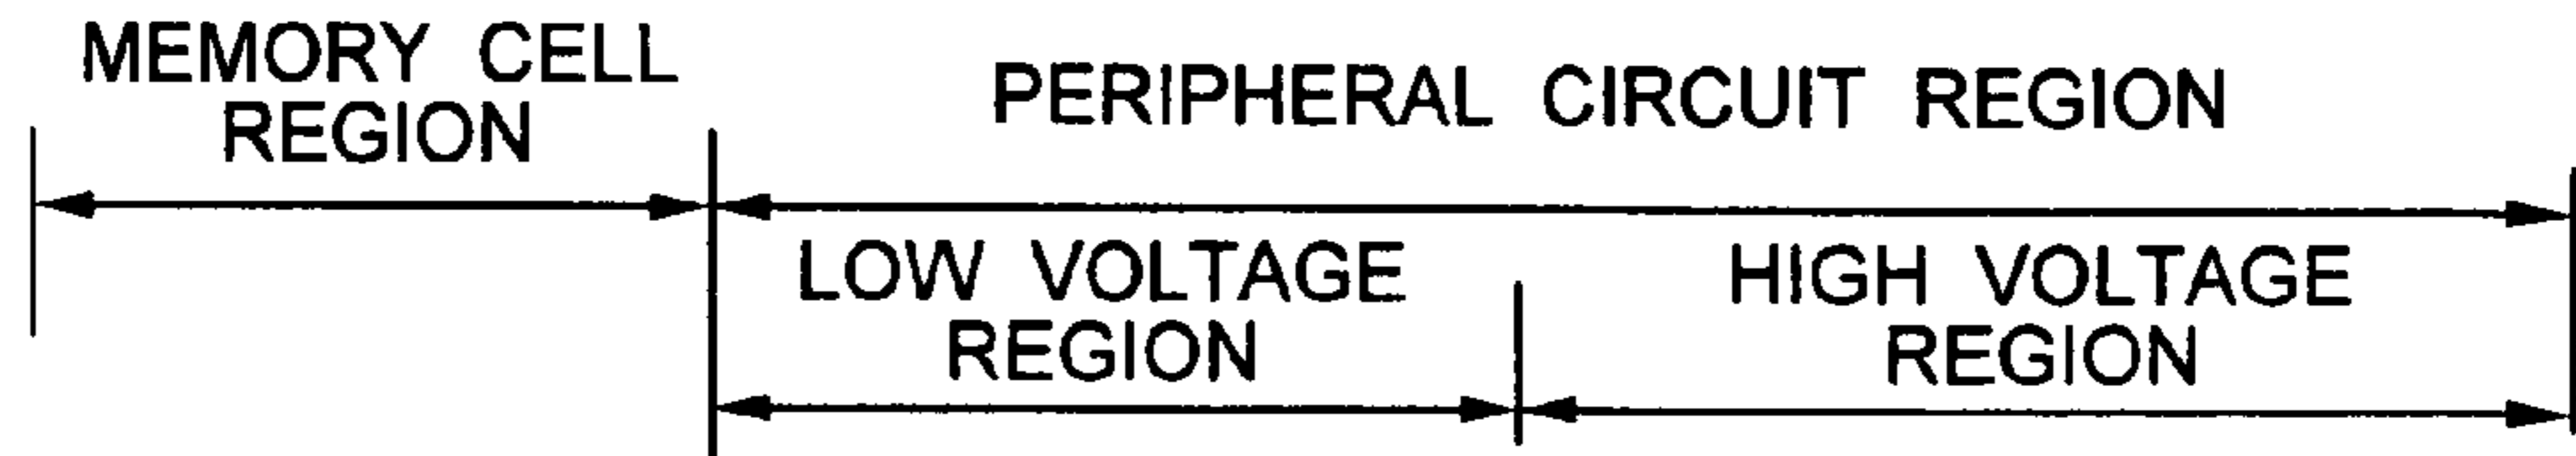 MEMORY CELL
REGION
PERIPHERAL CIRCUIT REGION
LOW VOLTAGE
REGION
HIGH VOLTAGE
REGION